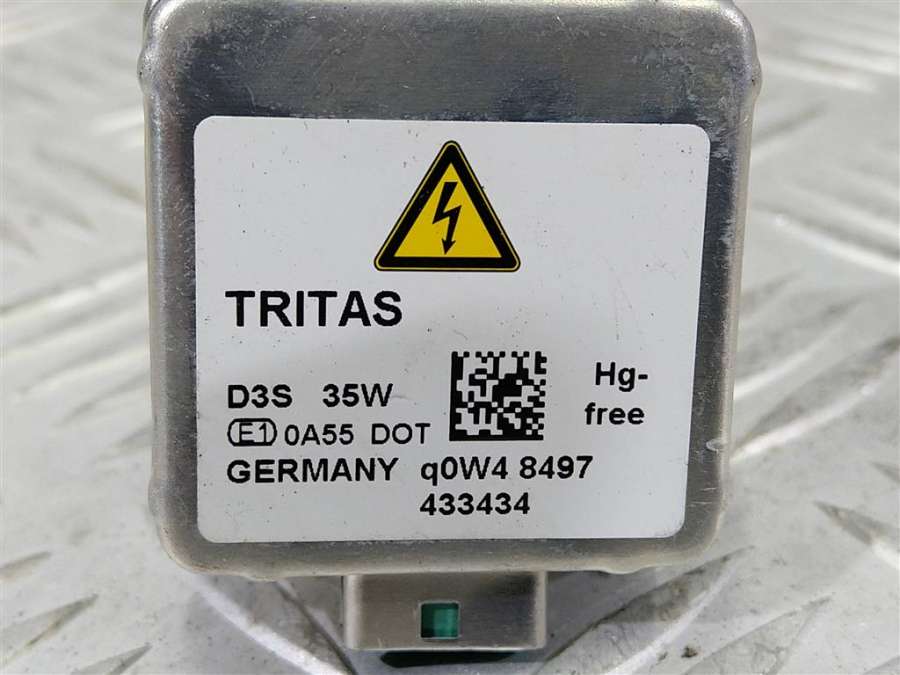 TRITAS
D3S 35W
Hg-
free
E1 0A55 DOT
GERMANY q0W4 8497
433434